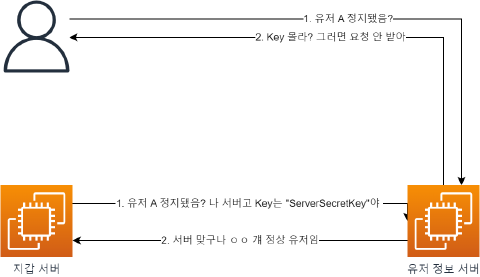 1. 유저 A 정지됐음?
2. Key 몰라? 그러면 요청 안 받아
1. 유저 A 정지됐음? 나 서버고 Key는 "ServerSecretKey"야
2. 서버 맞구나 ㅇㅇ 걔 정상 유저임
지갑 서버
유저 정보 서버